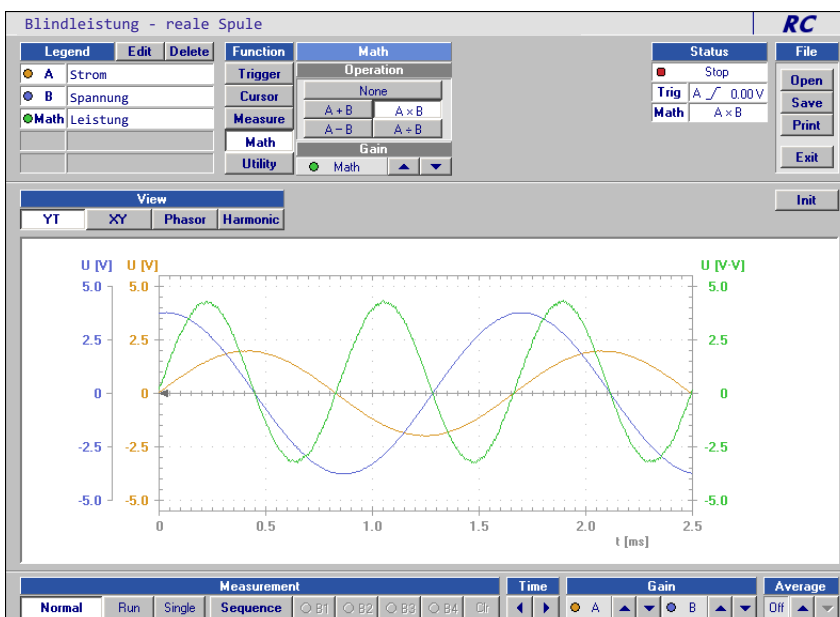 Blindleistung - reale Spule
RC
Legend Edit Delete Function Math Status File
A Strom
B Spannung
Math Leistung
Trigger
Cursor
Measure
Math
Utility
Operation
None
A + B A × B
A − B A ÷ B
Gain
Math
Stop
Trig A 0.00 V
Math A × B
Open
Save
Print
Exit
View Init
YT XY Phasor Harmonic
U [V] U [V] U [V·V]
5.0 5.0 5.0
2.5 2.5 2.5
0 0 0
-2.5 -2.5 -2.5
-5.0 -5.0 -5.0
0 0.5 1.0 1.5 2.0 2.5
t [ms]
Measurement Time Gain Average
Normal Run Single Sequence B1 B2 B3 B4 Clr A B Off